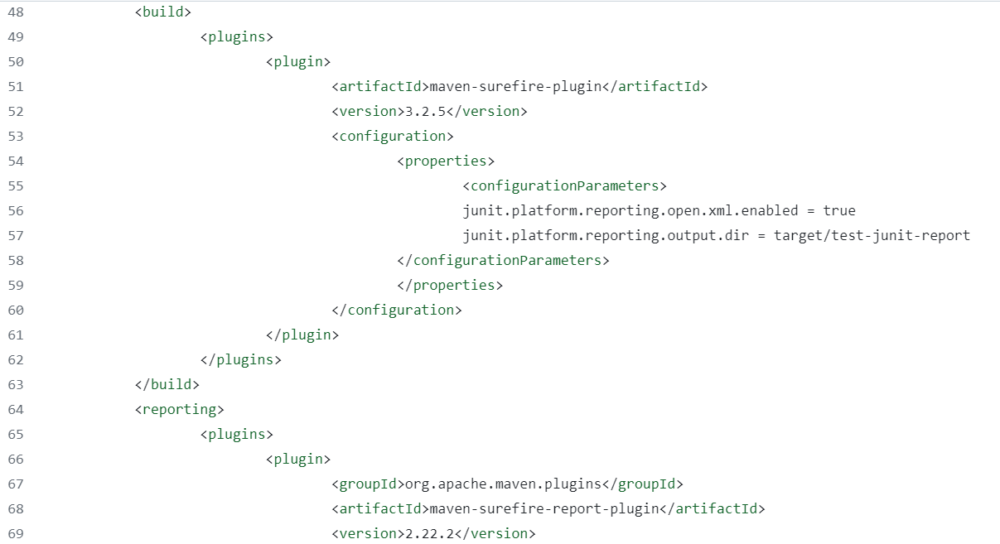 48 <build>
49 <plugins>
50 <plugin>
51 <artifactId>maven-surefire-plugin</artifactId>
52 <version>3.2.5</version>
53 <configuration>
54 <properties>
55 <configurationParameters>
56 junit.platform.reporting.open.xml.enabled = true
57 junit.platform.reporting.output.dir = target/test-junit-report
58 </configurationParameters>
59 </properties>
60 </configuration>
61 </plugin>
62 </plugins>
63 </build>
64 <reporting>
65 <plugins>
66 <plugin>
67 <groupId>org.apache.maven.plugins</groupId>
68 <artifactId>maven-surefire-report-plugin</artifactId>
69 <version>2.22.2</version>